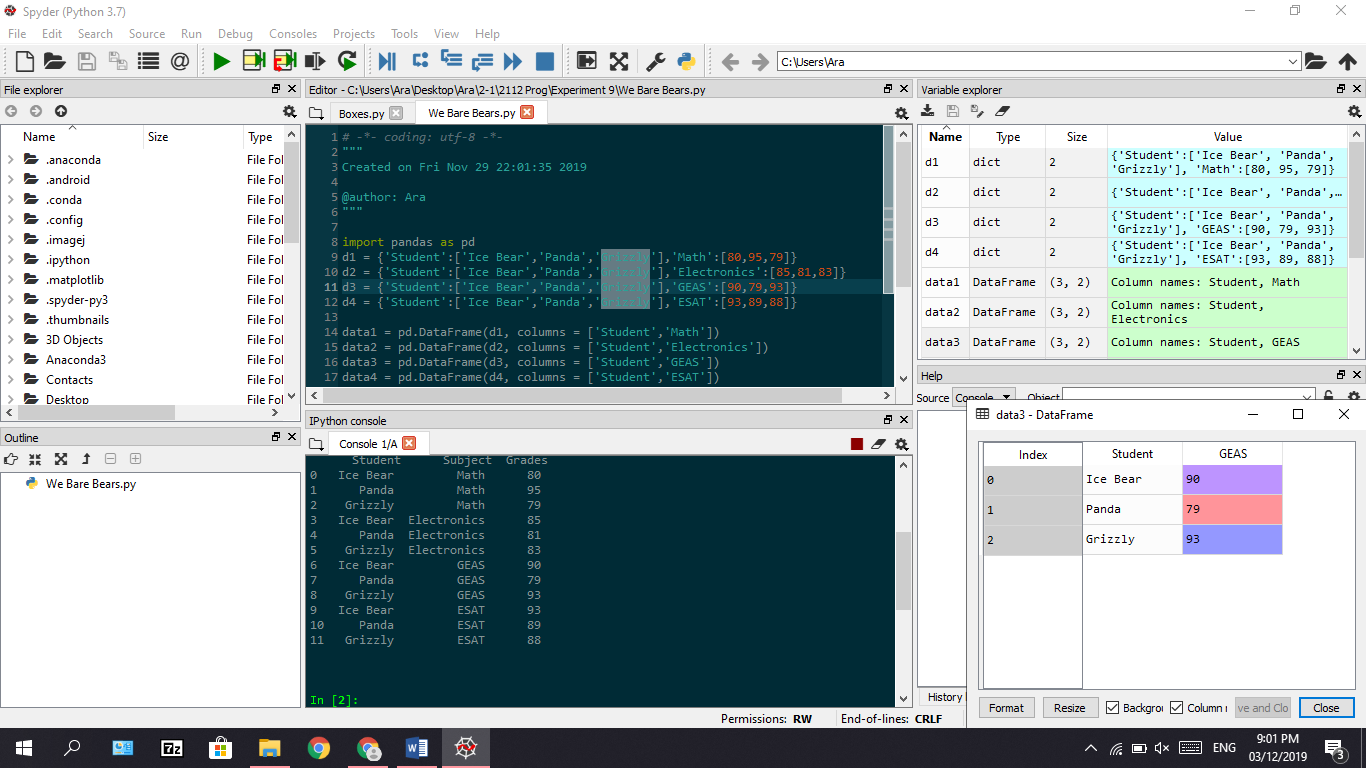 Spyder (Python 3.7)
File Edit Search Source Run Debug Consoles Projects Tools View Help
C:\Users\Ara
File explorer
Name Size Type
.anaconda File Fol
.android File Fol
.conda File Fol
.config File Fol
.imagej File Fol
.ipython File Fol
.matplotlib File Fol
.spyder-py3 File Fol
.thumbnails File Fol
3D Objects File Fol
Anaconda3 File Fol
Contacts File Fol
Desktop File Fol
Outline
We Bare Bears.py
Editor - C:\Users\Ara\Desktop\Ara\2-1\2112 Prog\Experiment 9\We Bare Bears.py
Boxes.py We Bare Bears.py
1 # -*- coding: utf-8 -*-
2 """
3 Created on Fri Nov 29 22:01:35 2019
4
5 @author: Ara
6 """
7
8 import pandas as pd
9 d1 = {'Student':['Ice Bear','Panda','Grizzly'],'Math':[80,95,79]}
10 d2 = {'Student':['Ice Bear','Panda','Grizzly'],'Electronics':[85,81,83]}
11 d3 = {'Student':['Ice Bear','Panda','Grizzly'],'GEAS':[90,79,93]}
12 d4 = {'Student':['Ice Bear','Panda','Grizzly'],'ESAT':[93,89,88]}
13
14 data1 = pd.DataFrame(d1, columns = ['Student','Math'])
15 data2 = pd.DataFrame(d2, columns = ['Student','Electronics'])
16 data3 = pd.DataFrame(d3, columns = ['Student','GEAS'])
17 data4 = pd.DataFrame(d4, columns = ['Student','ESAT'])
IPython console
Console 1/A
Student Subject Grades
0 Ice Bear Math 80
1 Panda Math 95
2 Grizzly Math 79
3 Ice Bear Electronics 85
4 Panda Electronics 81
5 Grizzly Electronics 83
6 Ice Bear GEAS 90
7 Panda GEAS 79
8 Grizzly GEAS 93
9 Ice Bear ESAT 93
10 Panda ESAT 89
11 Grizzly ESAT 88
In [2]:
Variable explorer
Name Type Size Value
d1 dict 2 {'Student':['Ice Bear', 'Panda',
'Grizzly'], 'Math':[80, 95, 79]}
d2 dict 2 {'Student':['Ice Bear', 'Panda',...
d3 dict 2 {'Student':['Ice Bear', 'Panda',
'Grizzly'], 'GEAS':[90, 79, 93]}
d4 dict 2 {'Student':['Ice Bear', 'Panda',
'Grizzly'], 'ESAT':[93, 89, 88]}
data1 DataFrame (3, 2) Column names: Student, Math
data2 DataFrame (3, 2) Column names: Student,
Electronics
data3 DataFrame (3, 2) Column names: Student, GEAS
Help
Source Console Object
History
data3 - DataFrame
Index Student GEAS
0 Ice Bear 90
1 Panda 79
2 Grizzly 93
Format Resize Backgrou Column ve and Clo Close
Permissions: RW End-of-lines: CRLF
7z
W
ENG
9:01 PM
03/12/2019
3